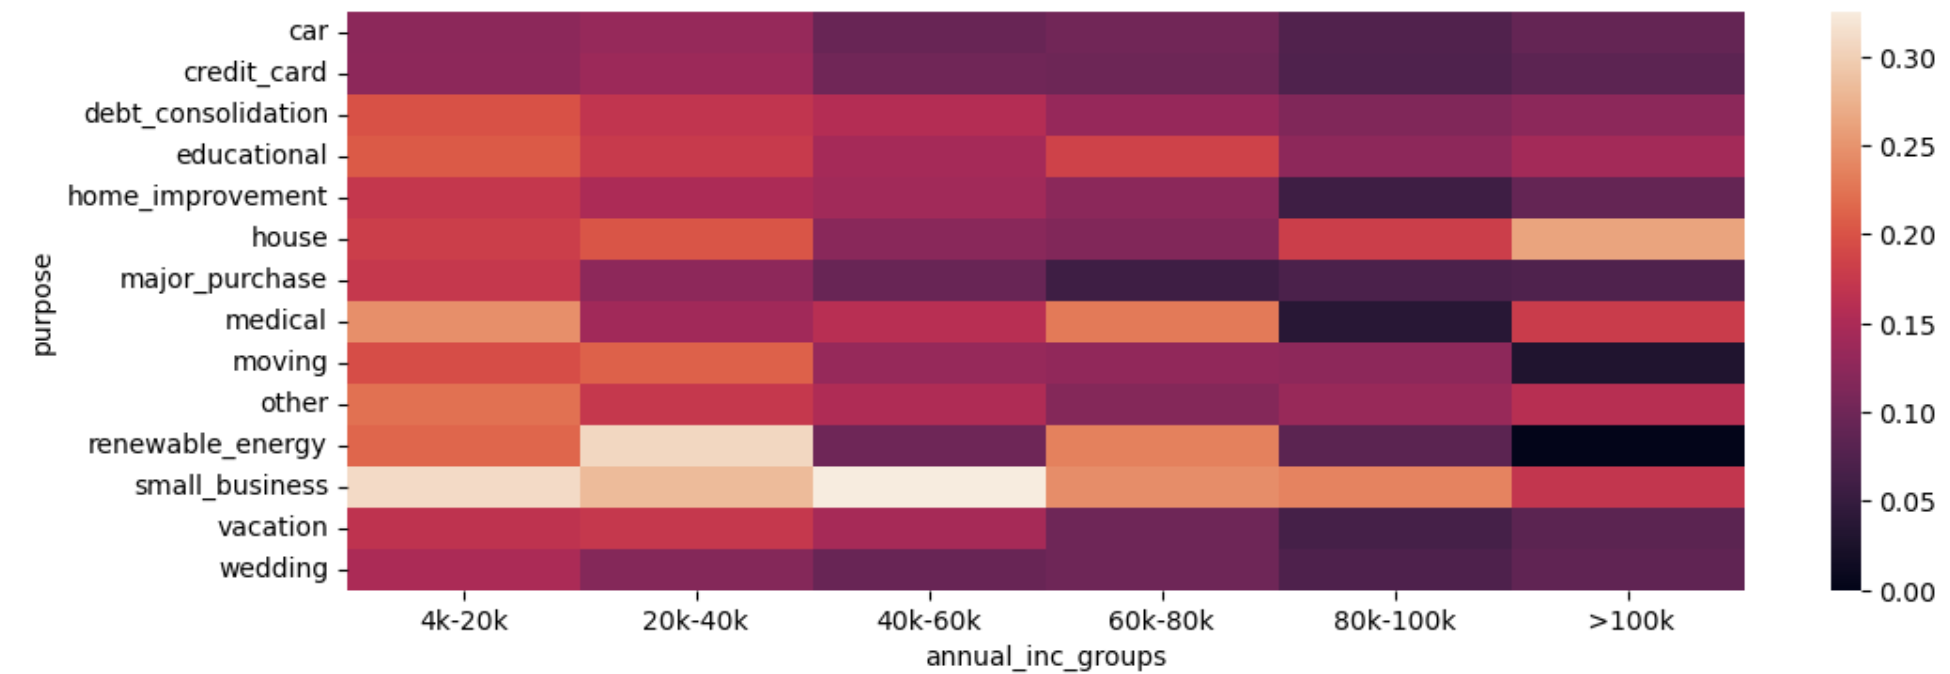 purpose
car
credit_card
debt_consolidation
educational
home_improvement
house
major_purchase
medical
moving
other
renewable_energy
small_business
vacation
wedding
4k-20k 20k-40k 40k-60k 60k-80k 80k-100k >100k
annual_inc_groups
0.30
0.25
0.20
0.15
0.10
0.05
0.00